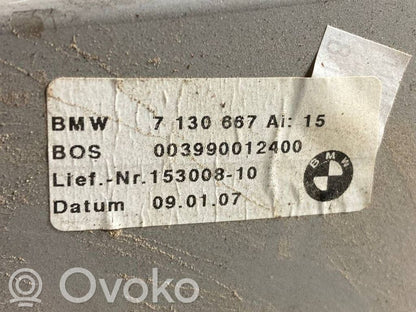 BMW 7 130 667 Ai: 15
BOS 003990012400
Lief.-Nr.153008-10
Datum 09.01.07
BMW
Ovoko